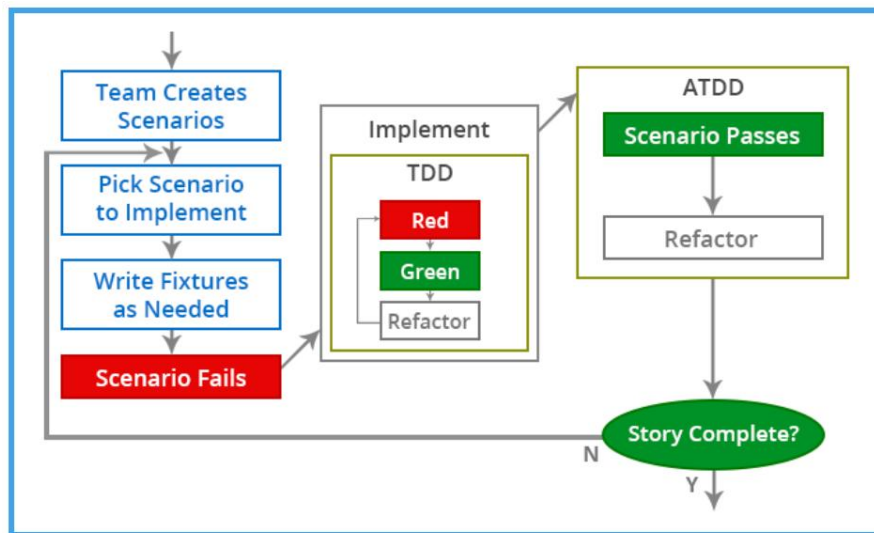 Team Creates
Scenarios
Pick Scenario
to Implement
Write Fixtures
as Needed
Scenario Fails
Implement
TDD
Red
Green
Refactor
ATDD
Scenario Passes
Refactor
Story Complete?
N
Y